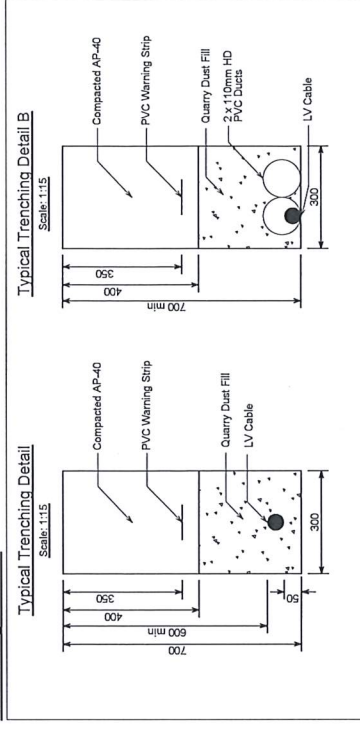 Typical Trenching Detail
Scale: 1:15
Compacted AP-40
PVC Warning Strip
Quarry Dust Fill
LV Cable
350
400
600 min
700
50
300
Typical Trenching Detail B
Scale: 1:15
Compacted AP-40
PVC Warning Strip
Quarry Dust Fill
2 x 110mm HD
PVC Ducts
LV Cable
350
400
700 min
300